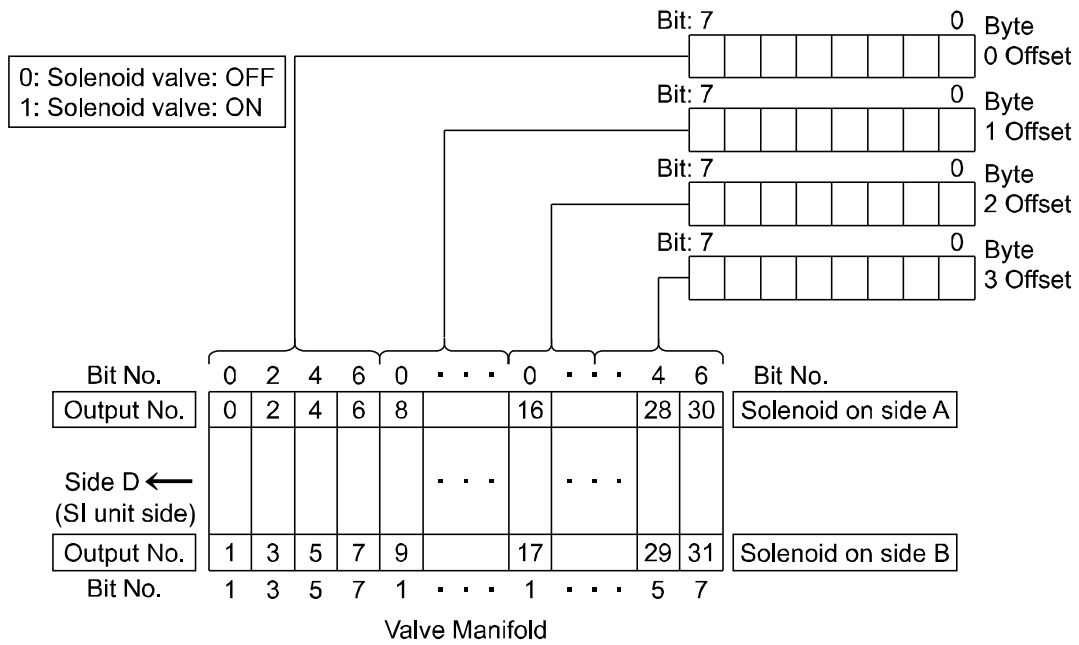 Bit: 7 0 Byte
0 Offset
0: Solenoid valve: OFF
1: Solenoid valve: ON
Bit: 7 0 Byte
1 Offset
Bit: 7 0 Byte
2 Offset
Bit: 7 0 Byte
3 Offset
Bit No. 0 2 4 6 0 · · · 0 · · · 4 6 Bit No.
Output No. 0 2 4 6 8 16 28 30 Solenoid on side A
Side D ← · · · · · ·
(SI unit side)
Output No. 1 3 5 7 9 17 29 31 Solenoid on side B
Bit No. 1 3 5 7 1 · · · 1 · · · 5 7
Valve Manifold